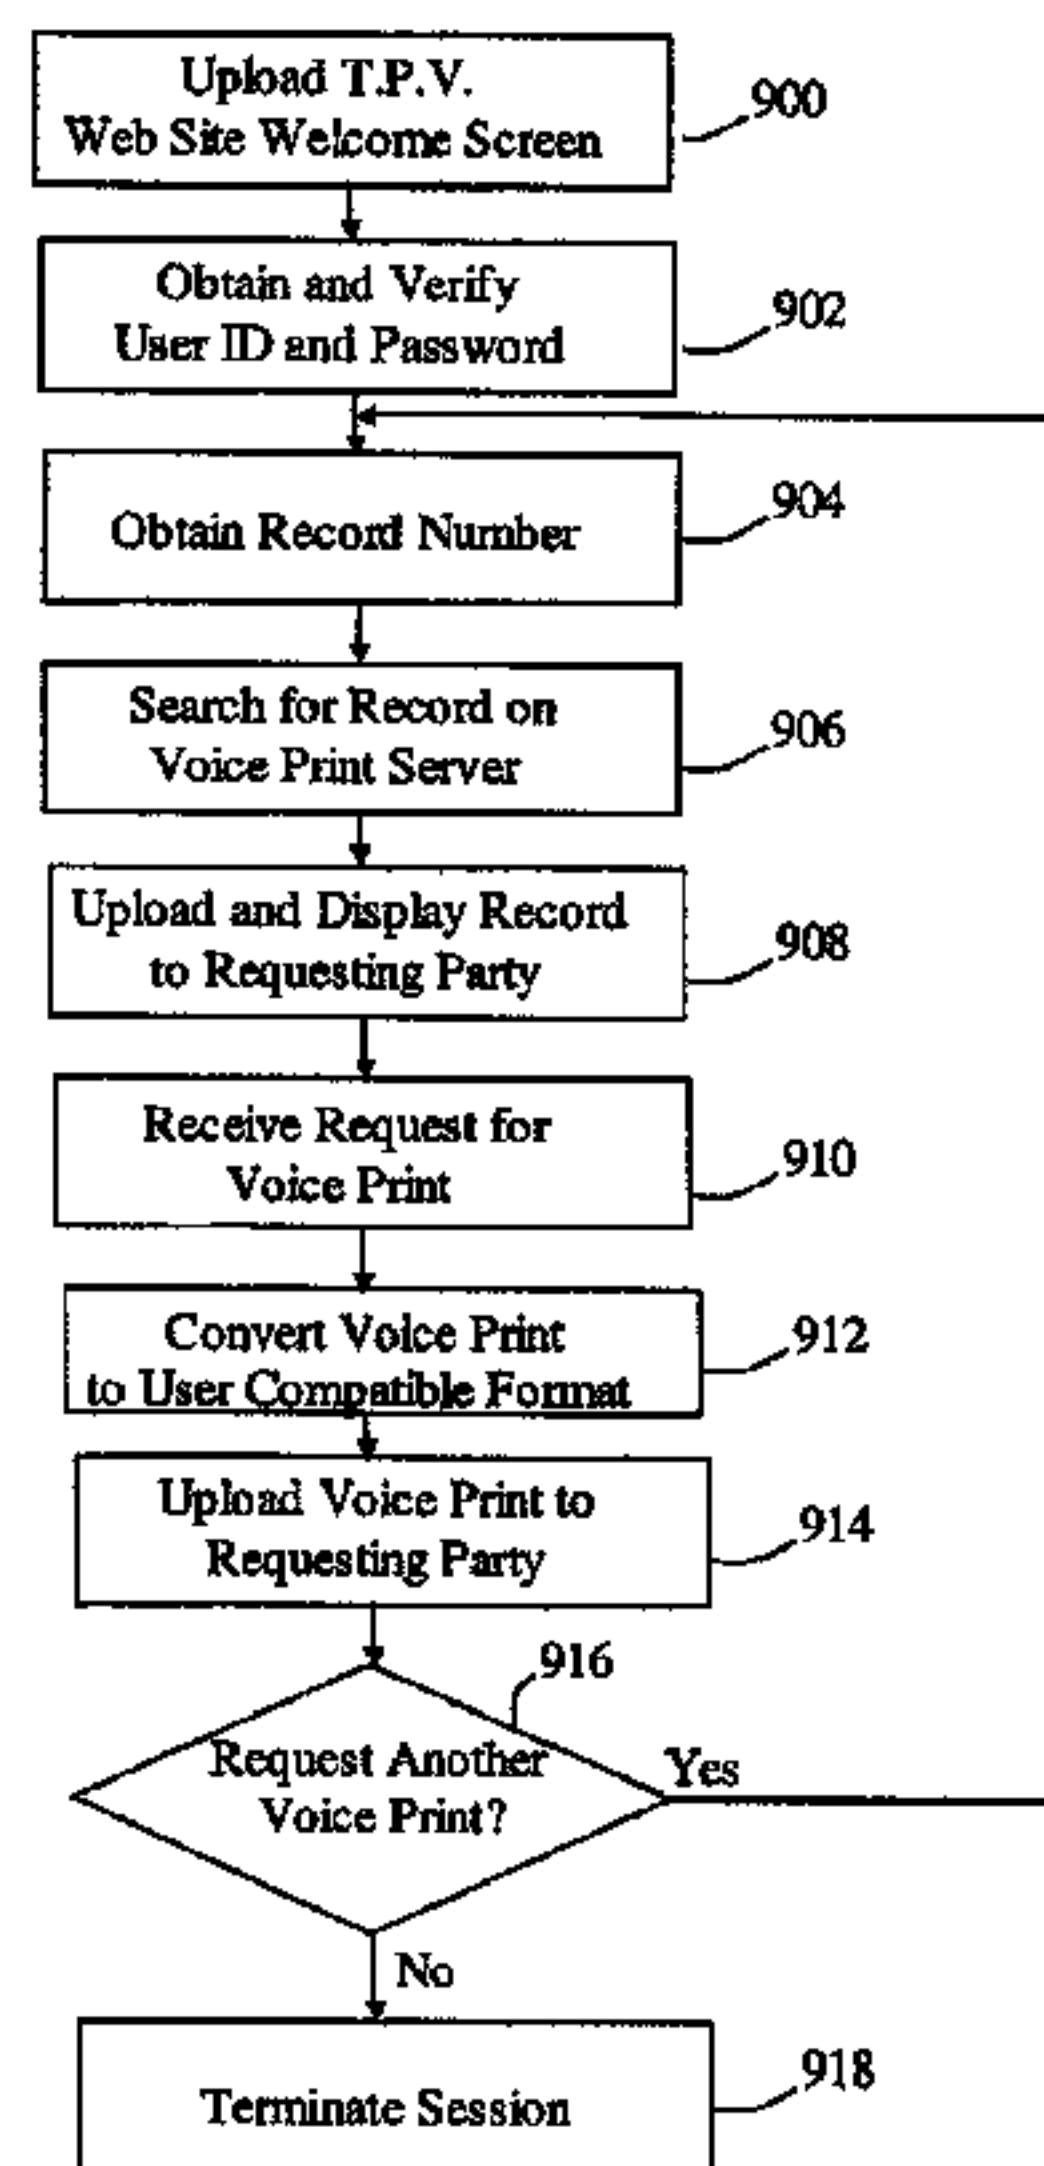 Upload T.P.V.
Web Site Welcome Screen
900
Obtain and Verify
User ID and Password
902
Obtain Record Number
904
Search for Record on
Voice Print Server
906
Upload and Display Record
to Requesting Party
908
Receive Request for
Voice Print
910
Convert Voice Print
to User Compatible Format
912
Upload Voice Print to
Requesting Party
914
916
Request Another
Voice Print?
Yes
No
Terminate Session
918